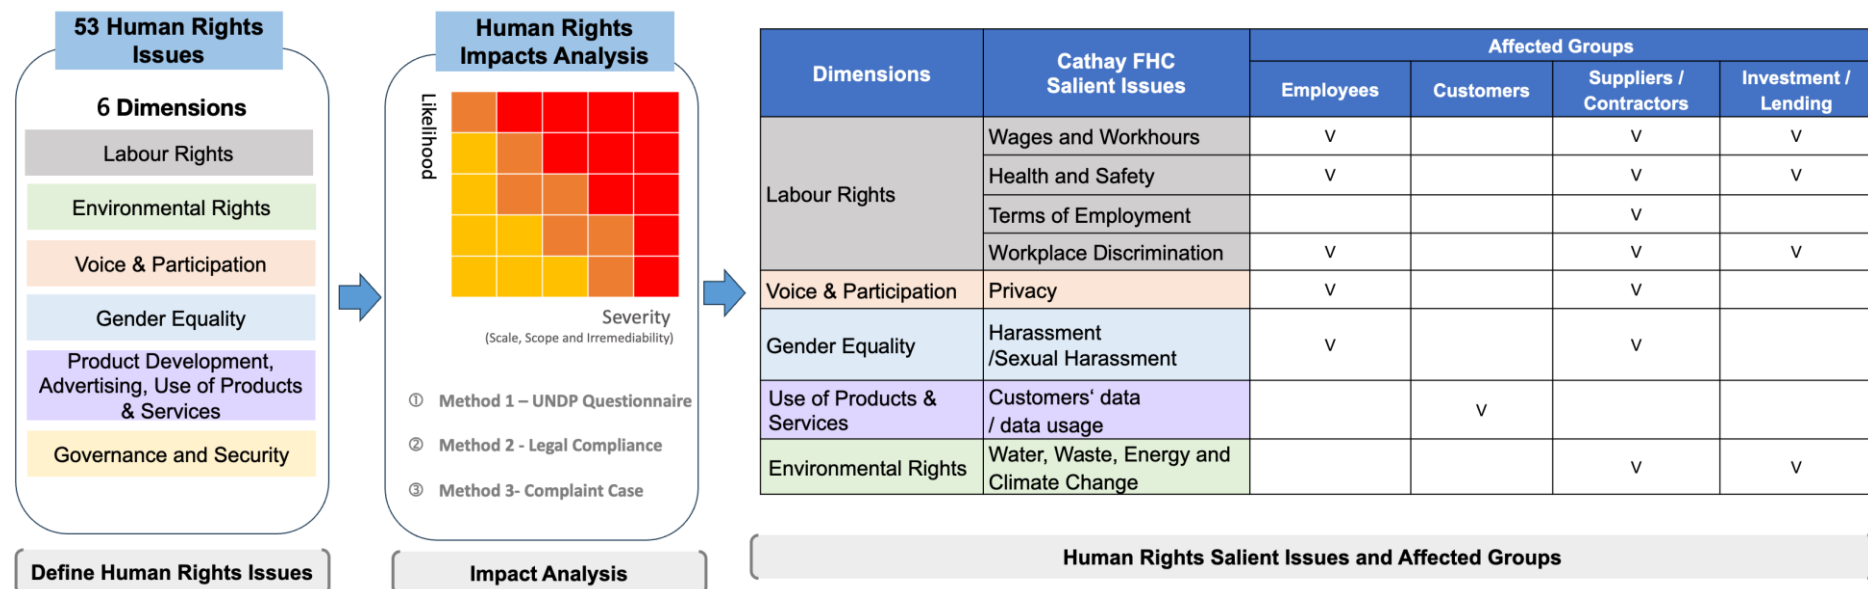 53 Human Rights
Issues
6 Dimensions
Labour Rights
Environmental Rights
Voice & Participation
Gender Equality
Product Development,
Advertising, Use of Products
& Services
Governance and Security
Define Human Rights Issues
Human Rights
Impacts Analysis
Likelihood
Severity
(Scale, Scope and Irremediability)
① Method 1 – UNDP Questionnaire
② Method 2 - Legal Compliance
③ Method 3- Complaint Case
Impact Analysis
Dimensions
Cathay FHC
Salient Issues
Affected Groups
Employees
Customers
Suppliers /
Contractors
Investment /
Lending
Labour Rights
Wages and Workhours V V V
Health and Safety V V V
Terms of Employment V
Workplace Discrimination V V V
Voice & Participation Privacy V V
Gender Equality
Harassment
/Sexual Harassment
V V
Use of Products &
Services
Customers‘ data
/ data usage
V
Environmental Rights
Water, Waste, Energy and
Climate Change
V V
Human Rights Salient Issues and Affected Groups